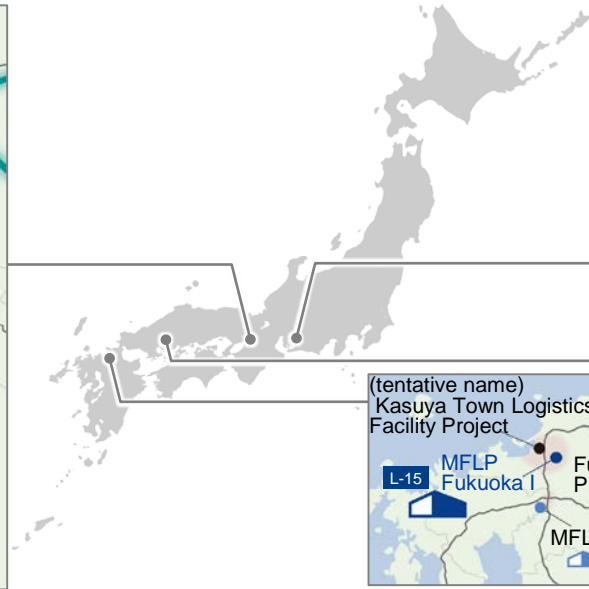 (tentative name)
Kasuya Town Logistics
Facility Project
L-15
MFLP
Fukuoka I